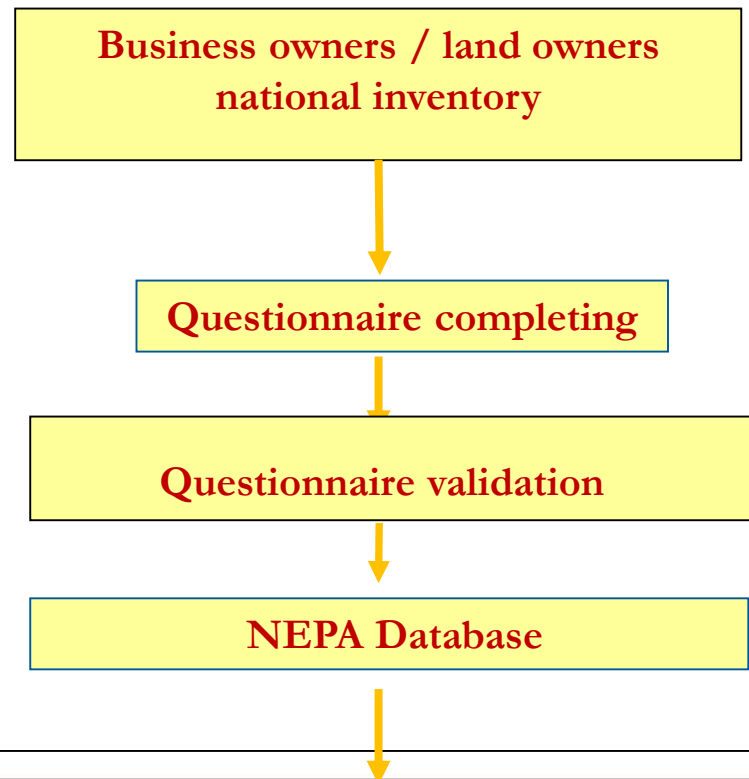 Business owners / land owners
national inventory
Questionnaire completing
Questionnaire validation
NEPA Database